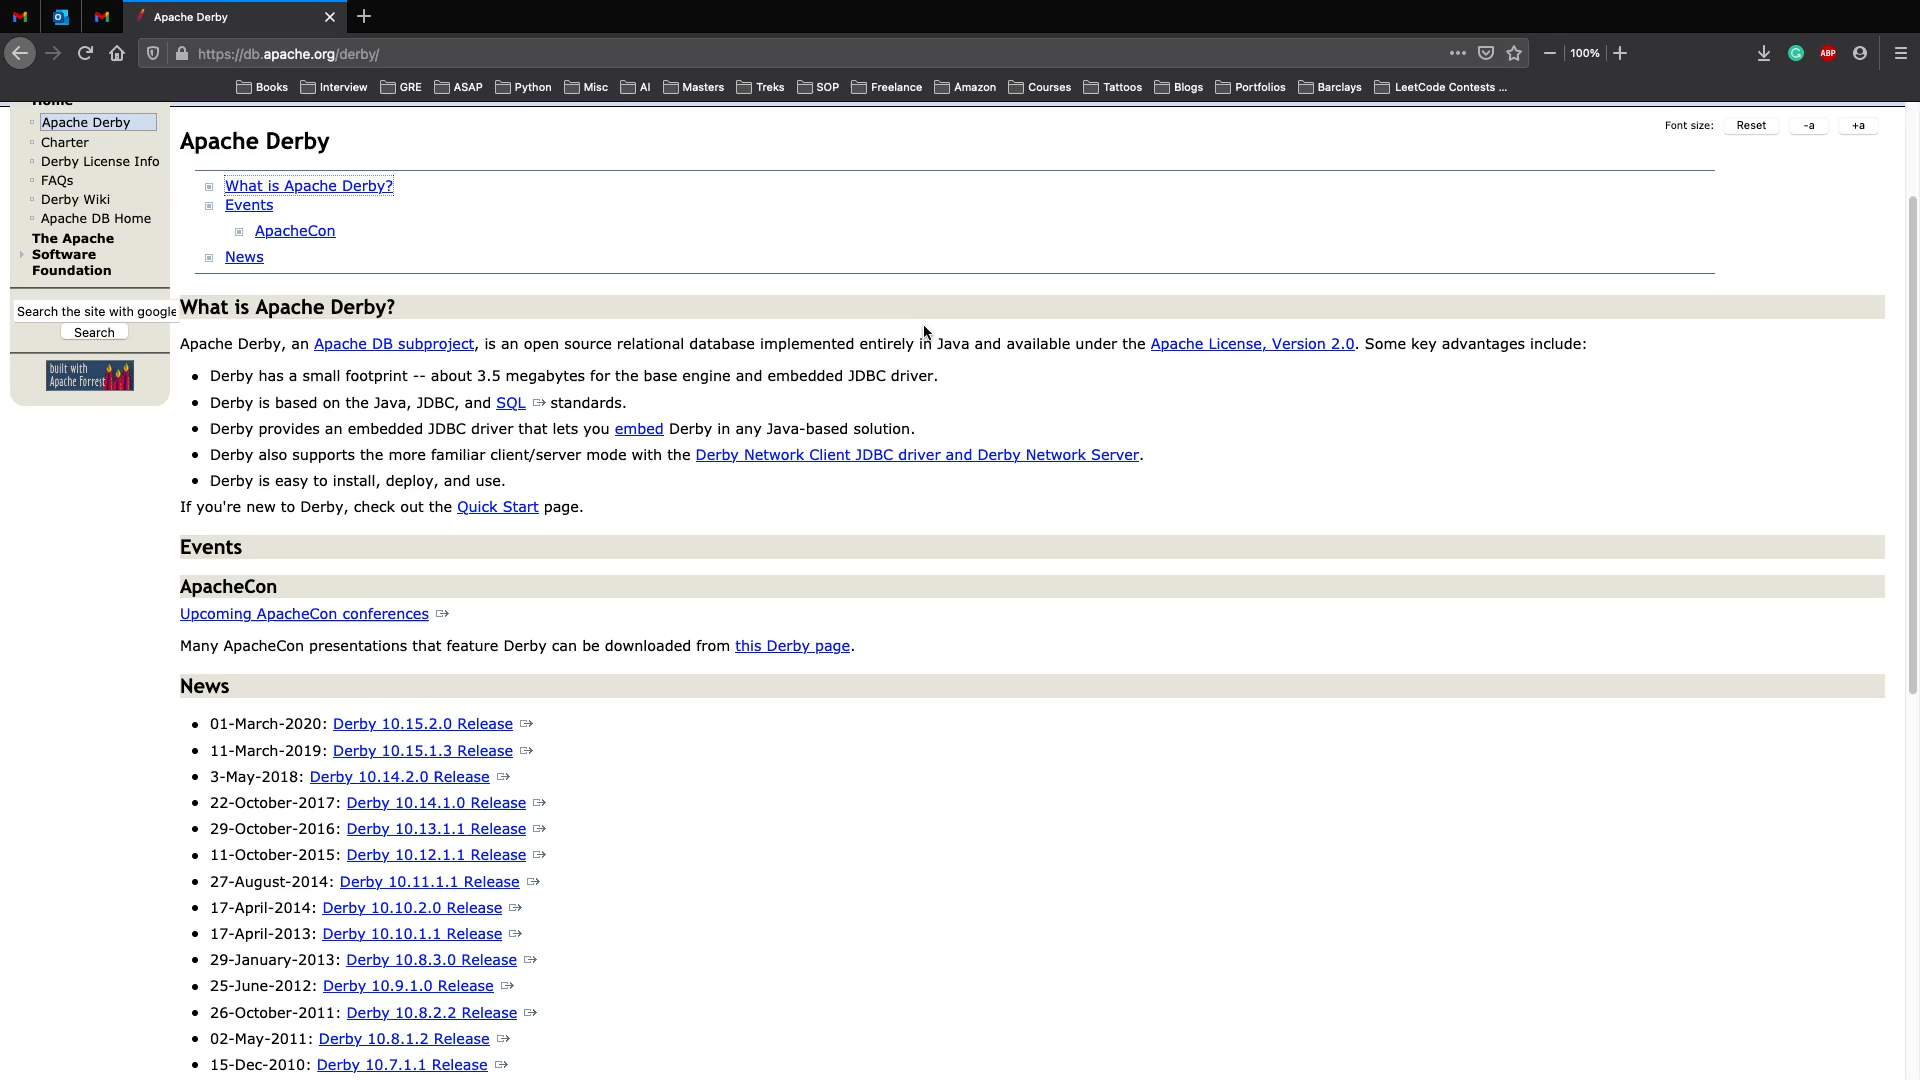 Apache Derby
https://db.apache.org/derby/
100%
ABP
Books Interview GRE ASAP Python Misc AI Masters Treks SOP Freelance Amazon Courses Tattoos Blogs Portfolios Barclays LeetCode Contests ...
Home
Apache Derby
Charter
Derby License Info
FAQs
Derby Wiki
Apache DB Home
The Apache
Software
Foundation
Search the site with google
Search
built with
Apache Forrest
Font size: Reset -a +a
Apache Derby
What is Apache Derby?
Events
ApacheCon
News
What is Apache Derby?
Apache Derby, an Apache DB subproject, is an open source relational database implemented entirely in Java and available under the Apache License, Version 2.0. Some key advantages include:
Derby has a small footprint -- about 3.5 megabytes for the base engine and embedded JDBC driver.
Derby is based on the Java, JDBC, and SQL standards.
Derby provides an embedded JDBC driver that lets you embed Derby in any Java-based solution.
Derby also supports the more familiar client/server mode with the Derby Network Client JDBC driver and Derby Network Server.
Derby is easy to install, deploy, and use.
If you're new to Derby, check out the Quick Start page.
Events
ApacheCon
Upcoming ApacheCon conferences
Many ApacheCon presentations that feature Derby can be downloaded from this Derby page.
News
01-March-2020: Derby 10.15.2.0 Release
11-March-2019: Derby 10.15.1.3 Release
3-May-2018: Derby 10.14.2.0 Release
22-October-2017: Derby 10.14.1.0 Release
29-October-2016: Derby 10.13.1.1 Release
11-October-2015: Derby 10.12.1.1 Release
27-August-2014: Derby 10.11.1.1 Release
17-April-2014: Derby 10.10.2.0 Release
17-April-2013: Derby 10.10.1.1 Release
29-January-2013: Derby 10.8.3.0 Release
25-June-2012: Derby 10.9.1.0 Release
26-October-2011: Derby 10.8.2.2 Release
02-May-2011: Derby 10.8.1.2 Release
15-Dec-2010: Derby 10.7.1.1 Release